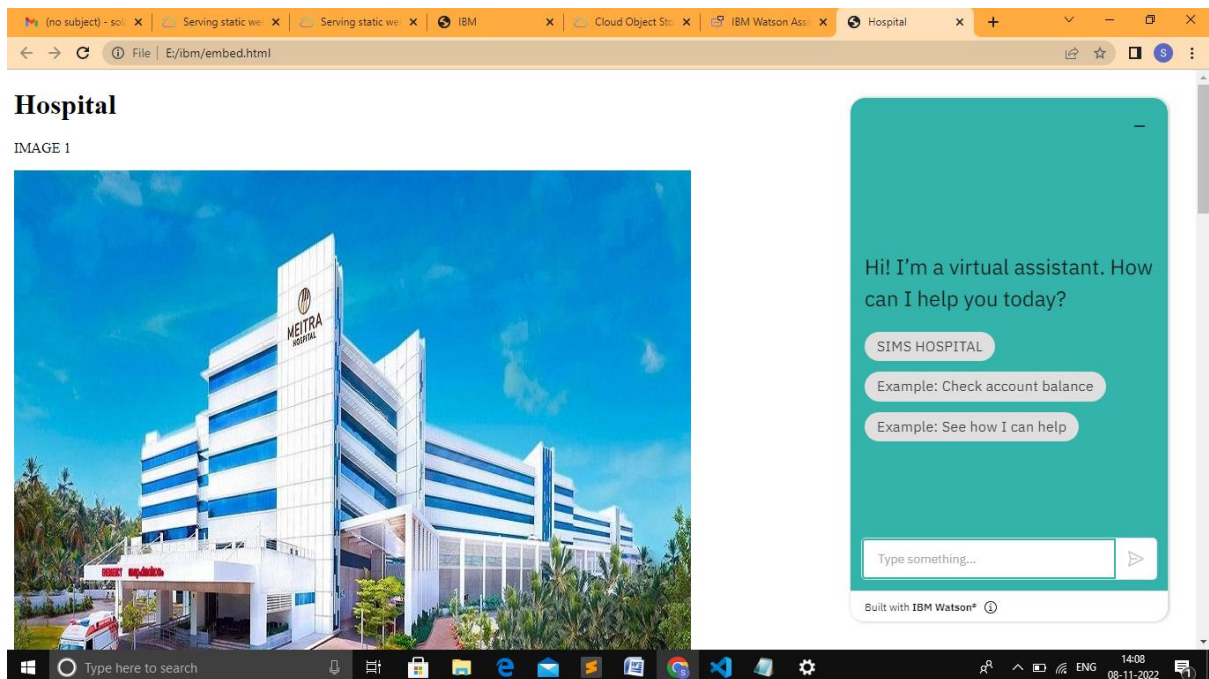 (no subject) - sol
Serving static we
Serving static we
IBM
Cloud Object Sto
IBM Watson Ass
Hospital
File | E:/ibm/embed.html
S
Hospital
IMAGE 1
MEITRA
HOSPITAL
Hi! I'm a virtual assistant. How
can I help you today?
SIMS HOSPITAL
Example: Check account balance
Example: See how I can help
Type something...
Built with IBM Watson®
Type here to search
ENG
14:08
08-11-2022